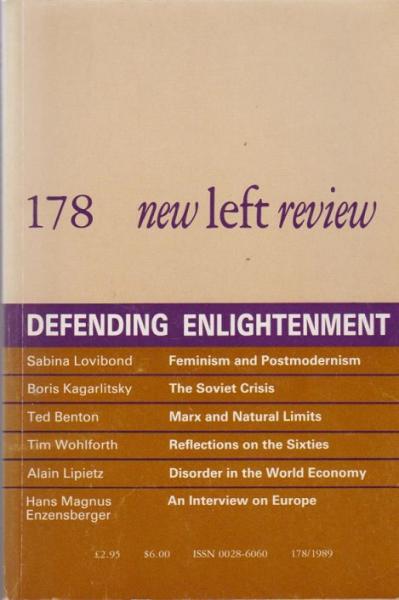 178 new left review
DEFENDING ENLIGHTENMENT
Sabina Lovibond Feminism and Postmodernism
Boris Kagarlitsky The Soviet Crisis
Ted Benton Marx and Natural Limits
Tim Wohlforth Reflections on the Sixties
Alain Lipietz Disorder in the World Economy
Hans Magnus An Interview on Europe
Enzensberger
£2.95 $6.00 ISSN 0028-6060 178/1989